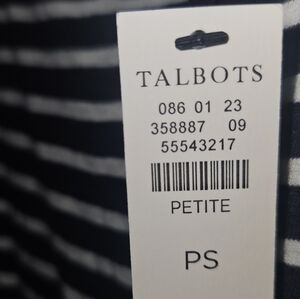 TALBOTS
086 01 23
358887 09
55543217
PETITE
PS